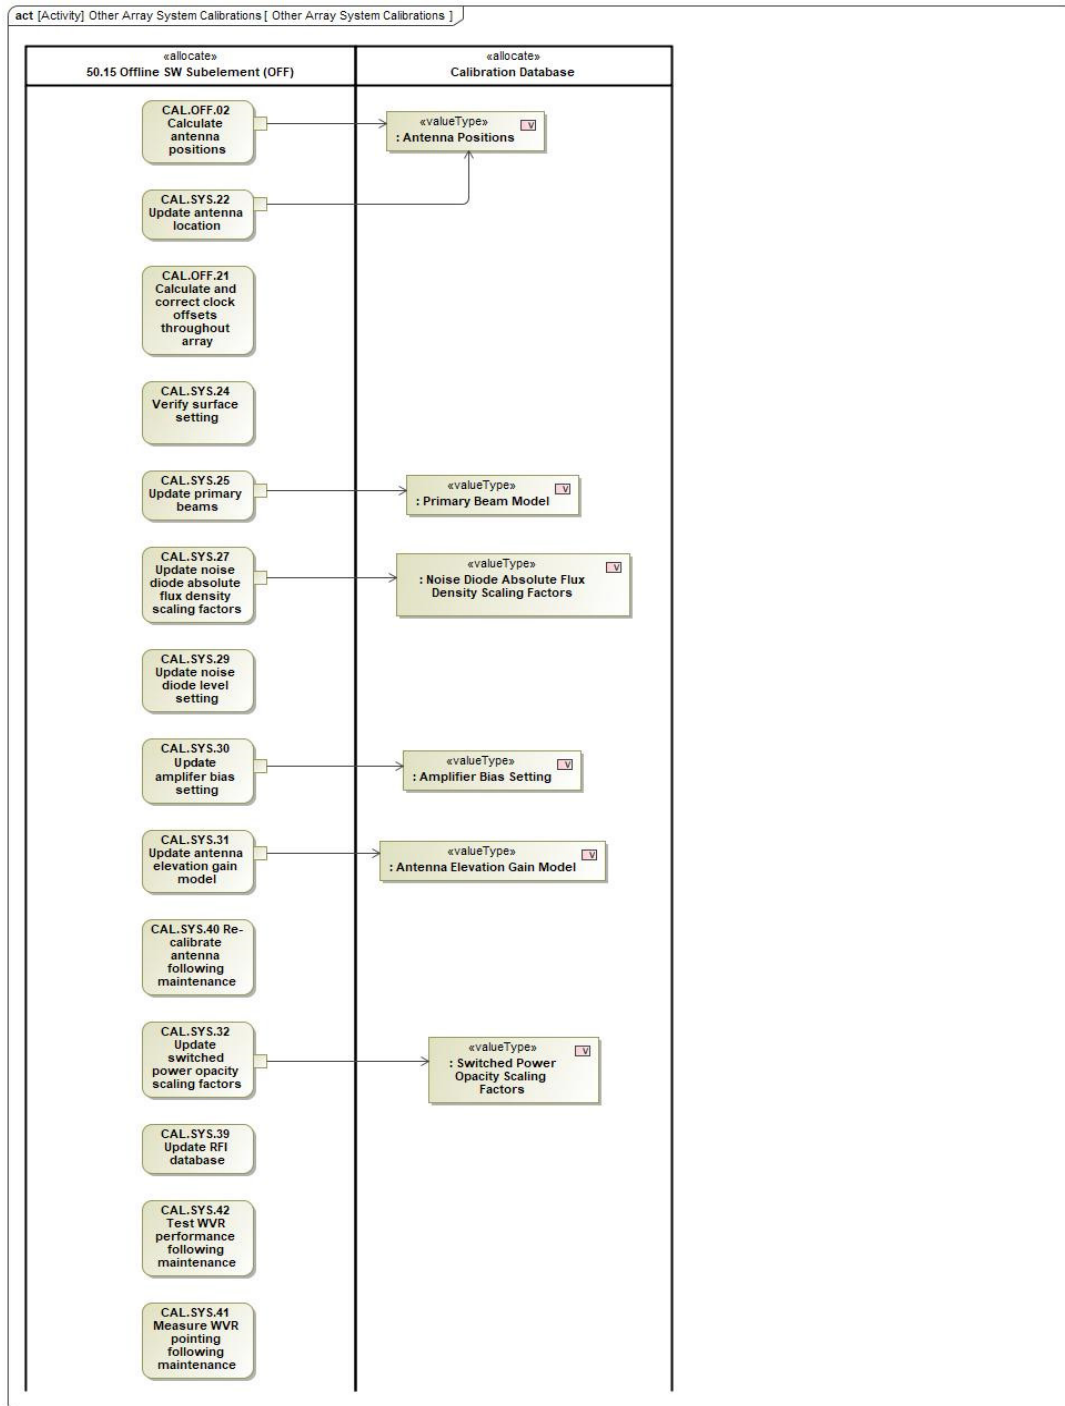 act [Activity] Other Array System Calibrations [ Other Array System Calibrations ]
«allocate»
50.15 Offline SW Subelement (OFF)
«allocate»
Calibration Database
CAL.OFF.02
Calculate
antenna
positions
«valueType»
: Antenna Positions
V
CAL.SYS.22
Update antenna
location
CAL.OFF.21
Calculate and
correct clock
offsets
throughout
array
CAL.SYS.24
Verify surface
setting
CAL.SYS.25
Update primary
beams
«valueType»
: Primary Beam Model
V
CAL.SYS.27
Update noise
diode absolute
flux density
scaling factors
«valueType»
: Noise Diode Absolute Flux
Density Scaling Factors
V
CAL.SYS.29
Update noise
diode level
setting
CAL.SYS.30
Update
amplifer bias
setting
«valueType»
: Amplifier Bias Setting
V
CAL.SYS.31
Update antenna
elevation gain
model
«valueType»
: Antenna Elevation Gain Model
V
CAL.SYS.40 Re-
calibrate
antenna
following
maintenance
CAL.SYS.32
Update
switched
power opacity
scaling factors
«valueType»
: Switched Power
Opacity Scaling
Factors
V
CAL.SYS.39
Update RFI
database
CAL.SYS.42
Test WVR
performance
following
maintenance
CAL.SYS.41
Measure WVR
pointing
following
maintenance